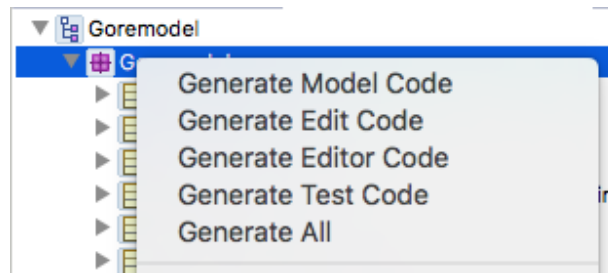 Goremodel
Generate Model Code
Generate Edit Code
Generate Editor Code
Generate Test Code
Generate All